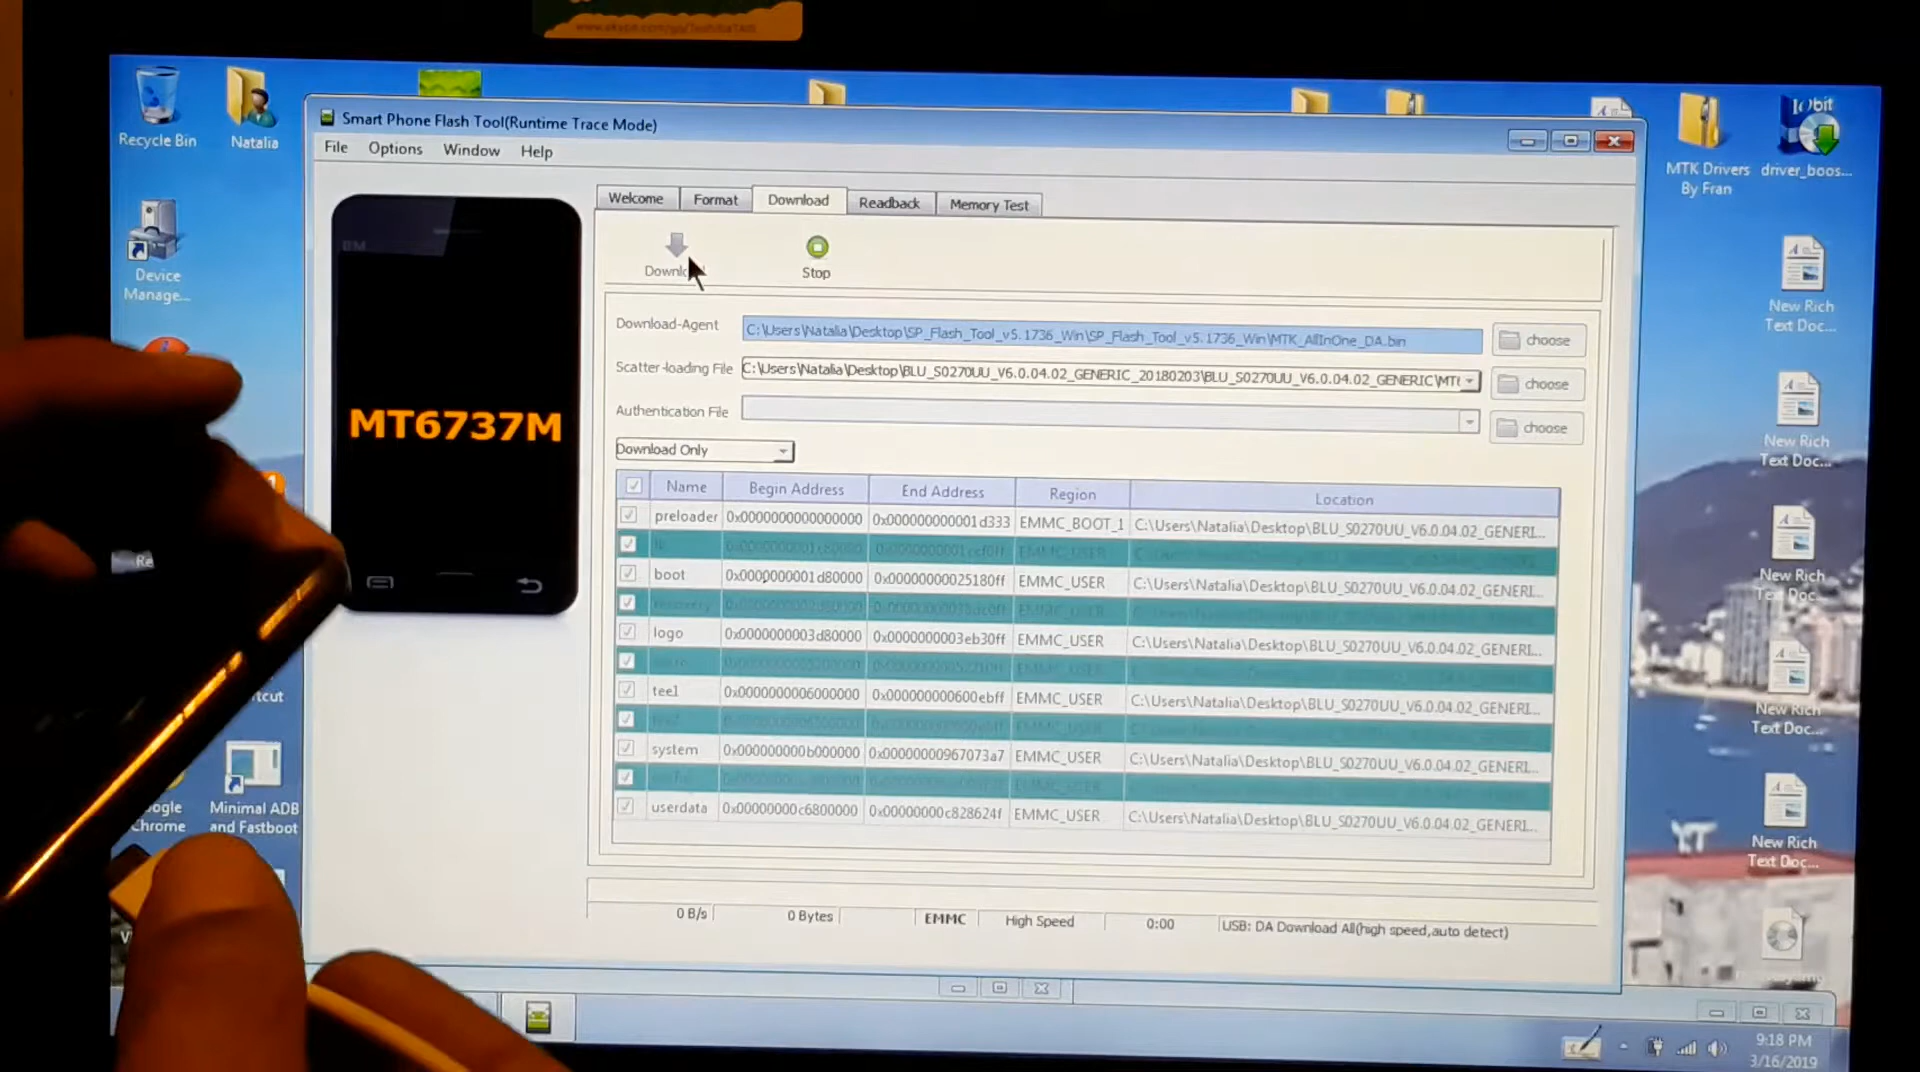 Recycle Bin
Natalia
Smart Phone Flash Tool(Runtime Trace Mode)
File Options Window Help
MTK Drivers
By Fran
IObit
driver_boos...
Welcome Format Download Readback Memory Test
Device
Manage...
Stop
New Rich
Text Doc...
Download-Agent C:\Users\Natalia\Desktop\SP_Flash_Tool_v5.1736_Win\SP_Flash_Tool_v5.1736_Win\MTK_AllInOne_DA.bin choose
Scatter-loading File C:\Users\Natalia\Desktop\BLU_S0270UU_V6.0.04.02_GENERIC_20180203\BLU_S0270UU_V6.0.04.02_GENERIC\MT choose
Authentication File choose
MT6737M
Download Only
New Rich
Text Doc...
Name Begin Address End Address Region Location
preloader 0x0000000000000000 0x000000000001d333 EMMC_BOOT_1 C:\Users\Natalia\Desktop\BLU_S0270UU_V6.0.04.02_GENERI...
boot 0x0000000001d80000 0x00000000025180ff EMMC_USER C:\Users\Natalia\Desktop\BLU_S0270UU_V6.0.04.02_GENERI...
New Rich
Text Doc...
logo 0x0000000003d80000 0x0000000003eb30ff EMMC_USER C:\Users\Natalia\Desktop\BLU_S0270UU_V6.0.04.02_GENERI...
tee1 0x0000000006000000 0x000000000600ebff EMMC_USER C:\Users\Natalia\Desktop\BLU_S0270UU_V6.0.04.02_GENERI...
New Rich
Text Doc...
system 0x000000000b000000 0x00000000967073a7 EMMC_USER C:\Users\Natalia\Desktop\BLU_S0270UU_V6.0.04.02_GENERI...
userdata 0x00000000c6800000 0x00000000c828624f EMMC_USER C:\Users\Natalia\Desktop\BLU_S0270UU_V6.0.04.02_GENERI...
Chrome
Minimal ADB
and Fastboot
New Rich
Text Doc...
0 B/s 0 Bytes EMMC High Speed 0:00 USB: DA Download All(high speed,auto detect)
9:18 PM
3/16/2019